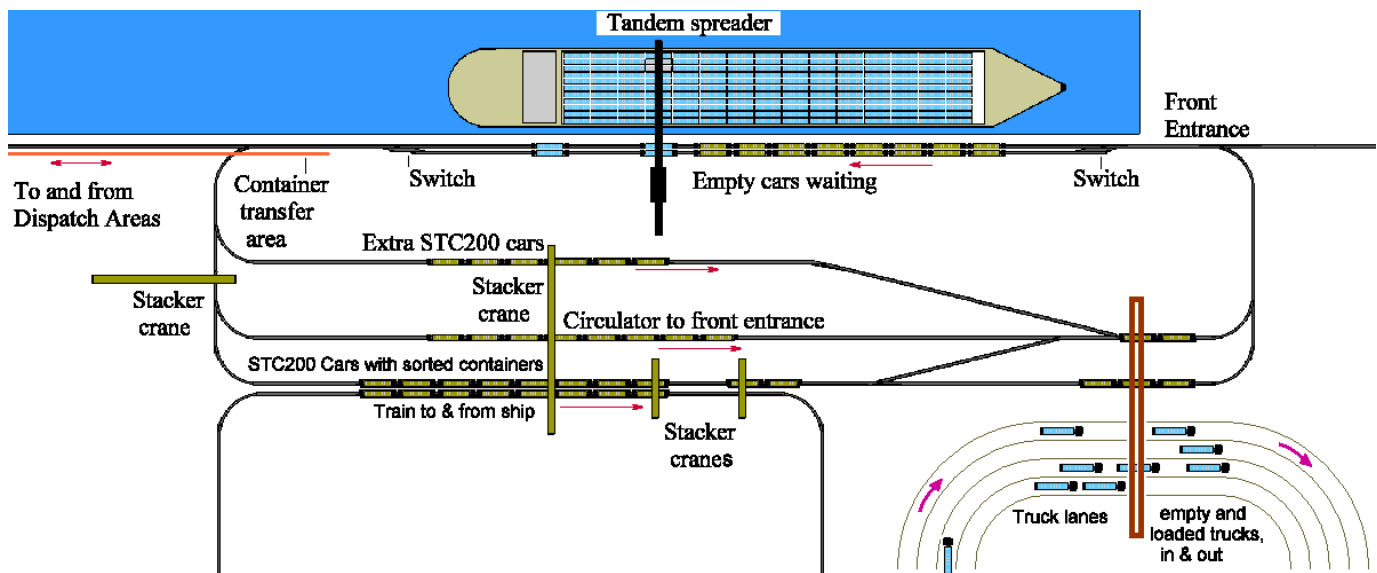 Tandem spreader
Front
Entrance
To and from
Dispatch Areas
Container
transfer
area
Switch
Empty cars waiting
Switch
Extra STC200 cars
Stacker
crane
Stacker
crane
Circulator to front entrance
STC200 Cars with sorted containers
Train to & from ship
Stacker
cranes
Truck lanes
empty and
loaded trucks,
in & out